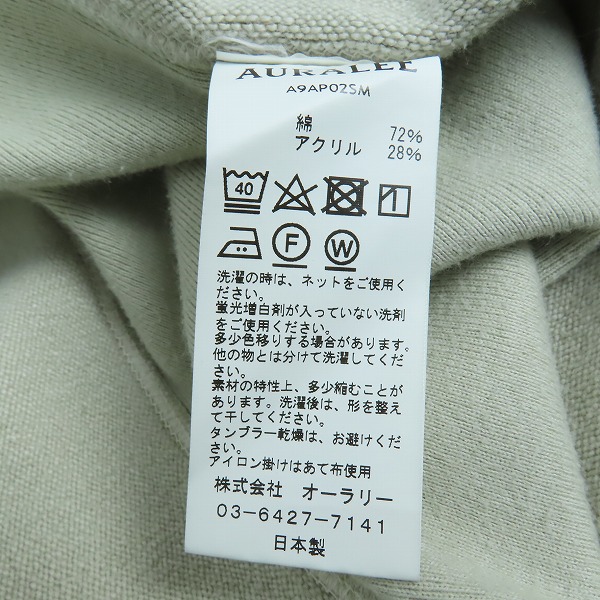 AURALEE
A9AP02SM
綿 72%
アクリル 28%
40
F W
洗濯の時は、ネットをご使用く
ださい。
蛍光増白剤が入っていない洗剤
をご使用ください。
多少色移りする場合があります。
他の物とは分けて洗濯してくだ
さい。
素材の特性上、多少縮むことが
あります。洗濯後は、形を整え
て干してください。
タンブラー乾燥は、お避けくだ
さい。
アイロン掛けはあて布使用
株式会社 オーラリー
03-6427-7141
日本製